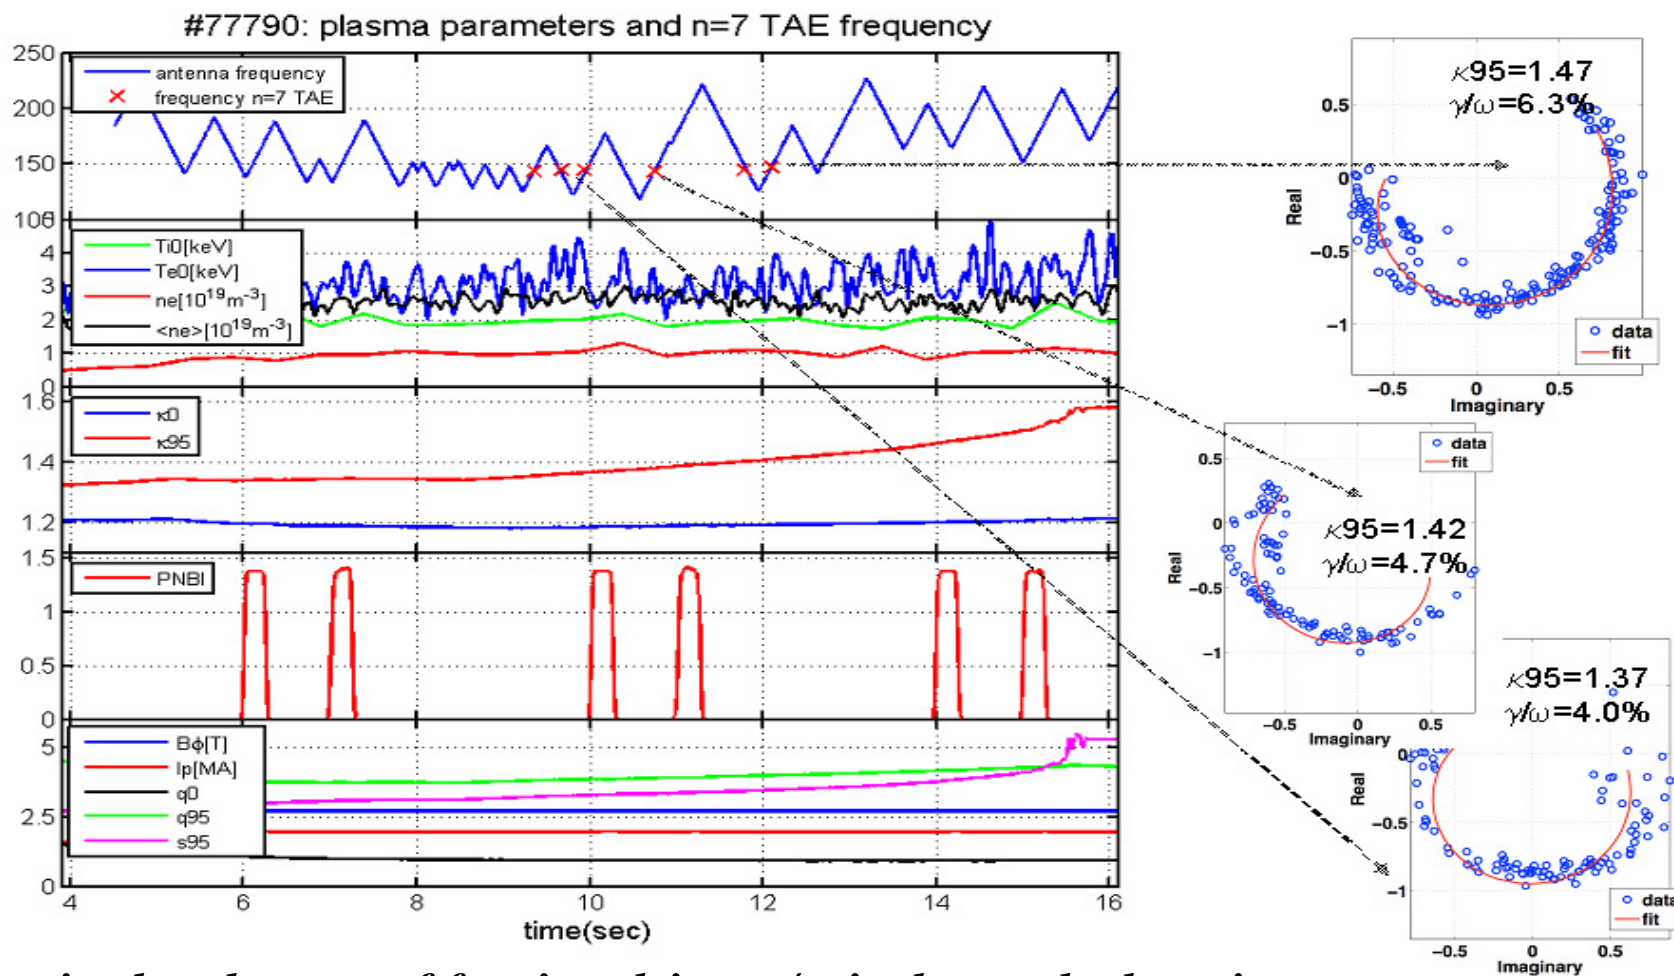 #77790: plasma parameters and n=7 TAE frequency
250
200
150
100
antenna frequency
frequency n=7 TAE
5
4
3
2
1
0
Ti0[keV]
Te0[keV]
ne[10^19 m^-3]
<ne>[10^19 m^-3]
1.6
1.4
1.2
κ0
κ95
1.5
1
0.5
0
PNBI
5
2.5
0
Bϕ[T]
Ip[MA]
q0
q95
s95
4 6 8 10 12 14 16
time(sec)
κ95=1.47
γ/ω=6.3%
0.5
0
−0.5
−1
Real
data
fit
−0.5 0 0.5
Imaginary
data
fit
0.5
0
−0.5
−1
Real
κ95=1.42
γ/ω=4.7%
−0.5 0 0.5
Imaginary
κ95=1.37
γ/ω=4.0%
0
−0.5
−1
Real
data
fit
−0.5 0 0.5
Imaginary